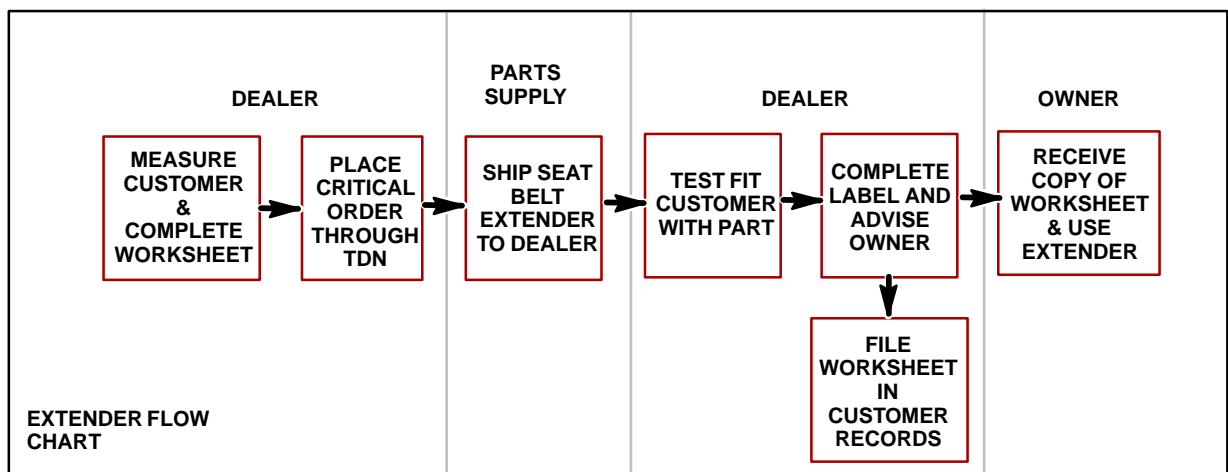 DEALER
MEASURE
CUSTOMER
&
COMPLETE
WORKSHEET
PLACE
CRITICAL
ORDER
THROUGH
TDN
PARTS
SUPPLY
SHIP SEAT
BELT
EXTENDER
TO DEALER
DEALER
TEST FIT
CUSTOMER
WITH PART
COMPLETE
LABEL AND
ADVISE
OWNER
FILE
WORKSHEET
IN
CUSTOMER
RECORDS
OWNER
RECEIVE
COPY OF
WORKSHEET
& USE
EXTENDER
EXTENDER FLOW
CHART